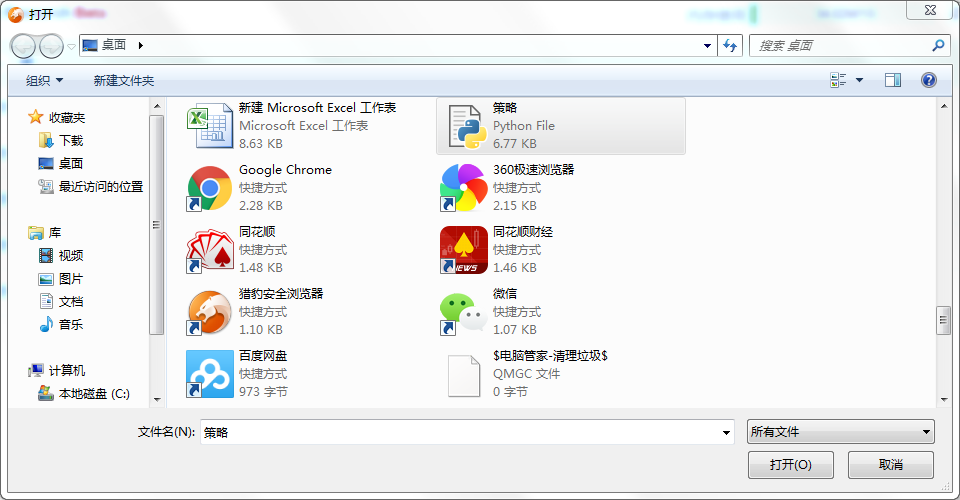 打开
桌面
搜索 桌面
组织
新建文件夹
收藏夹
下载
桌面
最近访问的位置
库
视频
图片
文档
音乐
计算机
本地磁盘 (C:)
新建 Microsoft Excel 工作表
Microsoft Excel 工作表
8.63 KB
策略
Python File
6.77 KB
Google Chrome
快捷方式
2.28 KB
360极速浏览器
快捷方式
2.15 KB
同花顺
快捷方式
1.48 KB
同花顺财经
快捷方式
1.46 KB
NEWS
猎豹安全浏览器
快捷方式
1.10 KB
微信
快捷方式
1.07 KB
百度网盘
快捷方式
973 字节
$电脑管家-清理垃圾$
QMGC 文件
0 字节
文件名(N):
策略
所有文件
打开(O)
取消